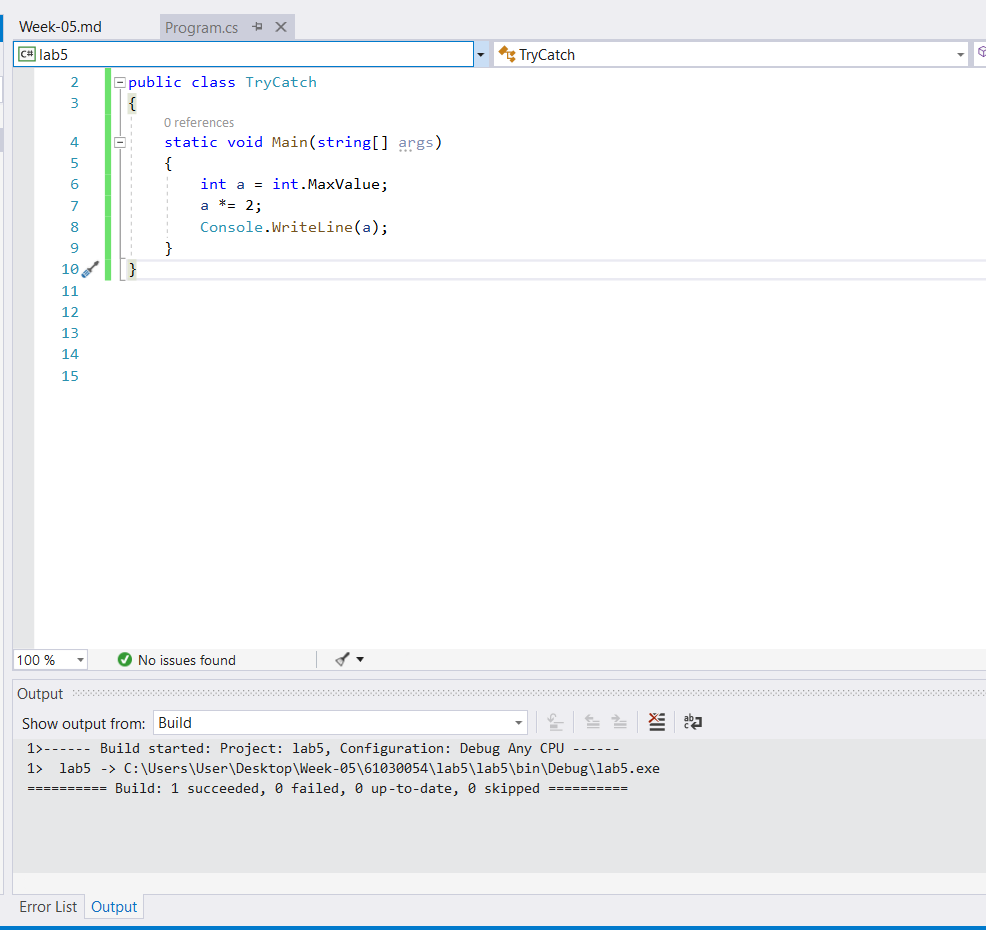 Week-05.md
Program.cs
C# lab5
TryCatch
2 public class TryCatch
3 {
0 references
4 static void Main(string[] args)
5 {
6 int a = int.MaxValue;
7 a *= 2;
8 Console.WriteLine(a);
9 }
10 }
11
12
13
14
15
100 %
No issues found
Output
Show output from: Build
1>------ Build started: Project: lab5, Configuration: Debug Any CPU ------
1>  lab5 -> C:\Users\User\Desktop\Week-05\61030054\lab5\lab5\bin\Debug\lab5.exe
========== Build: 1 succeeded, 0 failed, 0 up-to-date, 0 skipped ==========
Error List
Output